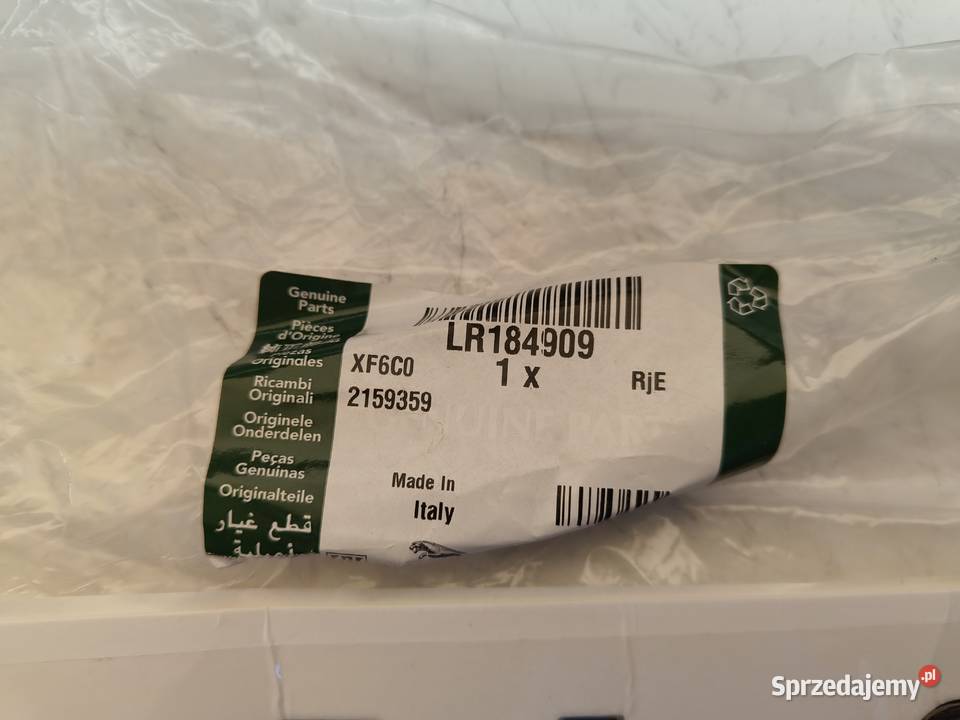 Genuine
Parts
Pièces
d'Origine
Originales
Ricambi
Originali
Originele
Onderdelen
Peças
Genuinas
Originalteile
قطع غيار
LR184909
XF6C0
1 x
RjE
2159359
Made In
Italy
Sprzedajemy.pl